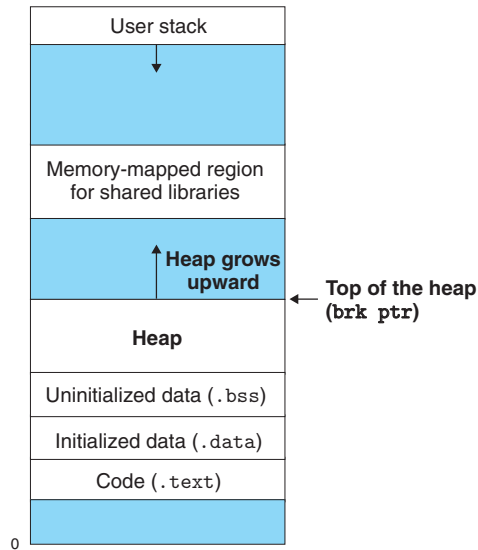 User stack
Memory-mapped region
for shared libraries
Heap grows
upward
Top of the heap
(brk ptr)
Heap
Uninitialized data (.bss)
Initialized data (.data)
Code (.text)
0